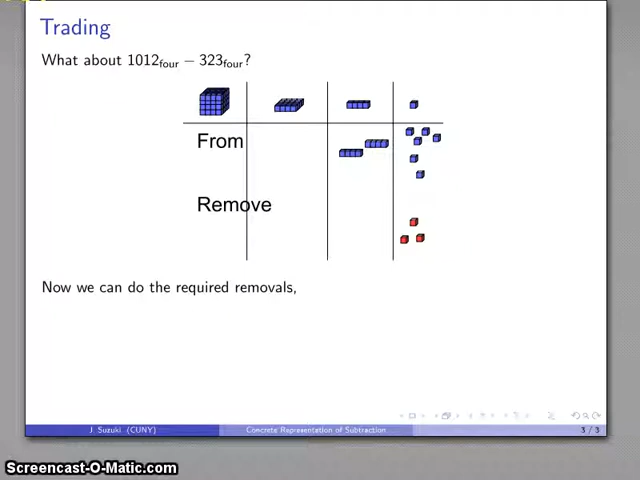 Trading
What about 1012four − 323four?
From
Remove
Now we can do the required removals,
J. Suzuki (CUNY)
Concrete Representation of Subtraction
3 / 3
Screencast-O-Matic.com